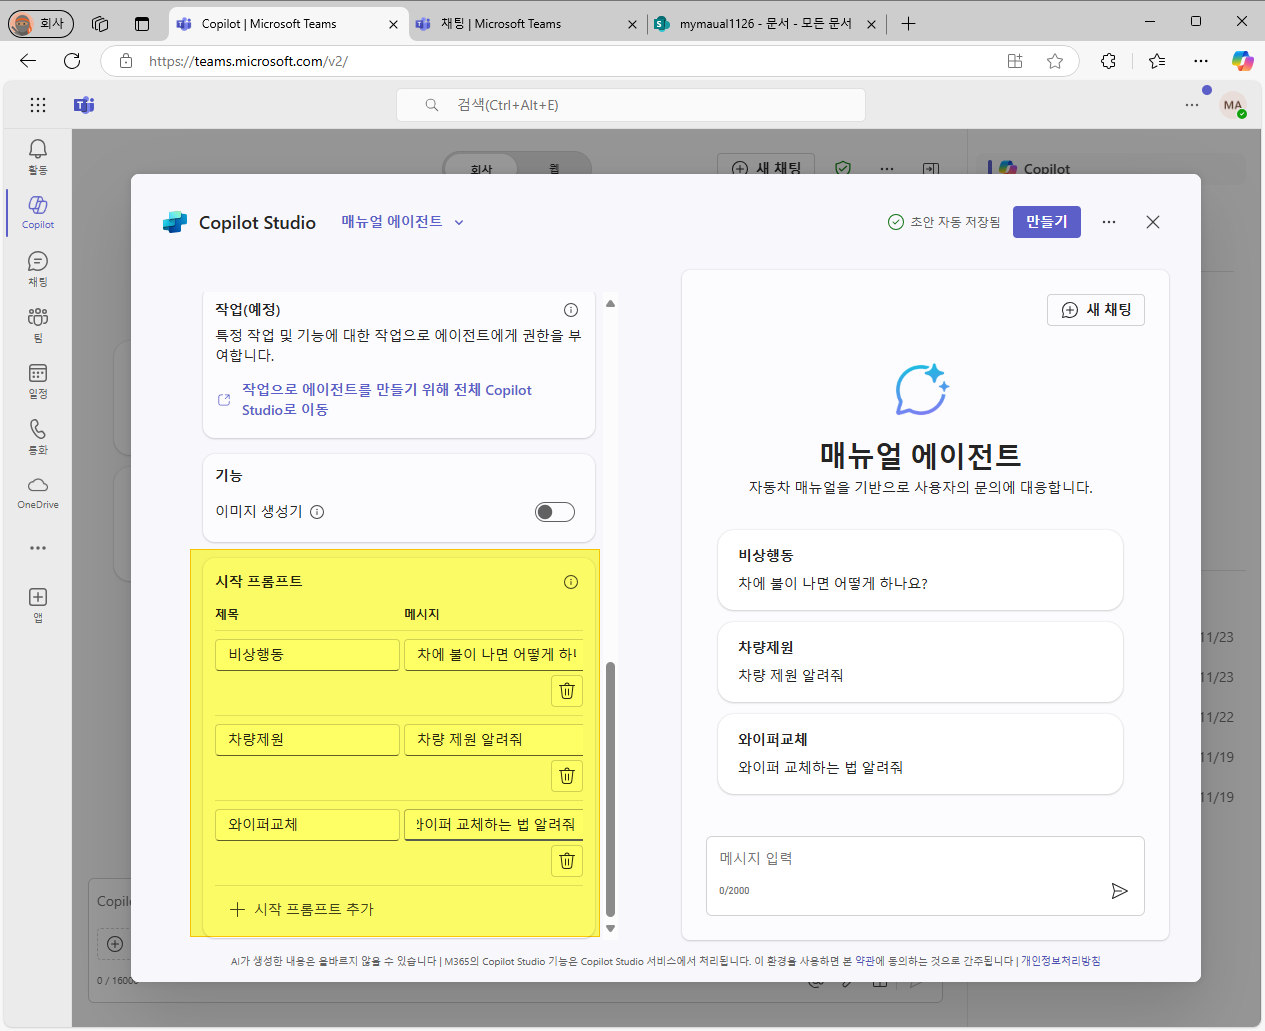 회사
Copilot | Microsoft Teams
채팅 | Microsoft Teams
mymaual1126 - 문서 - 모든 문서
https://teams.microsoft.com/v2/
검색(Ctrl+Alt+E)
MA
활동
Copilot
채팅
팀
일정
통화
OneDrive
앱
회사
웹
새 채팅
Copilot
Copilot Studio
매뉴얼 에이전트
초안 자동 저장됨
만들기
작업(예정)
특정 작업 및 기능에 대한 작업으로 에이전트에게 권한을 부
여합니다.
작업으로 에이전트를 만들기 위해 전체 Copilot
Studio로 이동
기능
이미지 생성기
시작 프롬프트
제목 메시지
비상행동 차에 불이 나면 어떻게 하
차량제원 차량 제원 알려줘
와이퍼교체 와이퍼 교체하는 법 알려줘
시작 프롬프트 추가
새 채팅
매뉴얼 에이전트
자동차 매뉴얼을 기반으로 사용자의 문의에 대응합니다.
비상행동
차에 불이 나면 어떻게 하나요?
차량제원
차량 제원 알려줘
와이퍼교체
와이퍼 교체하는 법 알려줘
메시지 입력
0/2000
11/23
11/23
11/22
11/19
11/19
Copil
0 / 1600
AI가 생성한 내용은 올바르지 않을 수 있습니다 | M365의 Copilot Studio 기능은 Copilot Studio 서비스에서 처리됩니다. 이 환경을 사용하면 본 약관에 동의하는 것으로 간주됩니다 | 개인정보처리방침